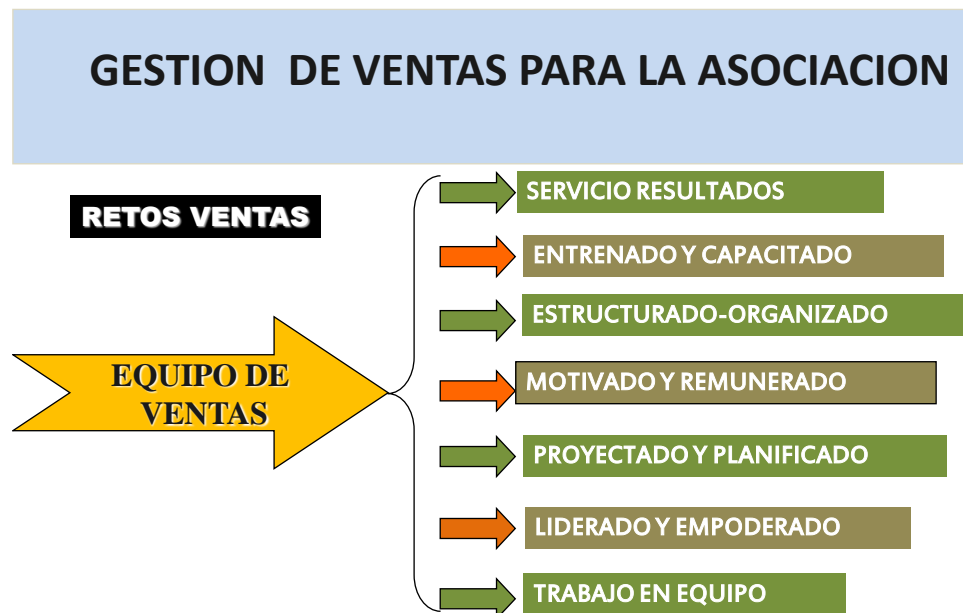 GESTION DE VENTAS PARA LA ASOCIACION
RETOS VENTAS
EQUIPO DE
VENTAS
SERVICIO RESULTADOS
ENTRENADO Y CAPACITADO
ESTRUCTURADO-ORGANIZADO
MOTIVADO Y REMUNERADO
PROYECTADO Y PLANIFICADO
LIDERADO Y EMPODERADO
TRABAJO EN EQUIPO